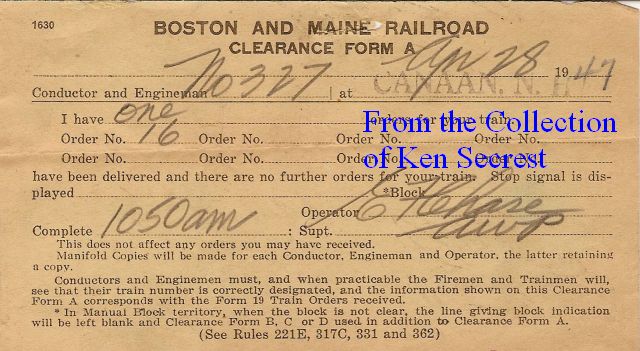 1630
BOSTON AND MAINE RAILROAD
CLEARANCE FORM A
Apr 28 1947
Conductor and Engineman No 327 at CANAAN, N. H.
I have one orders for your train.
Order No. 16 Order No. Order No. Order No.
Order No. Order No. Order No. Order No.
From the Collection
of Ken Secrest
have been delivered and there are no further orders for your train. Stop signal is dis-
played *Block
Operator E H Chase
Complete 1050am : Supt.
This does not affect any orders you may have received.
Manifold Copies will be made for each Conductor, Engineman and Operator, the latter retaining
a copy.
Conductors and Enginemen must, and when practicable the Firemen and Trainmen will,
see that their train number is correctly designated, and the information shown on this Clearance
Form A corresponds with the Form 19 Train Orders received.
* In Manual Block territory, when the block is not clear, the line giving block indication
will be left blank and Clearance Form B, C or D used in addition to Clearance Form A.
(See Rules 221E, 317C, 331 and 362)